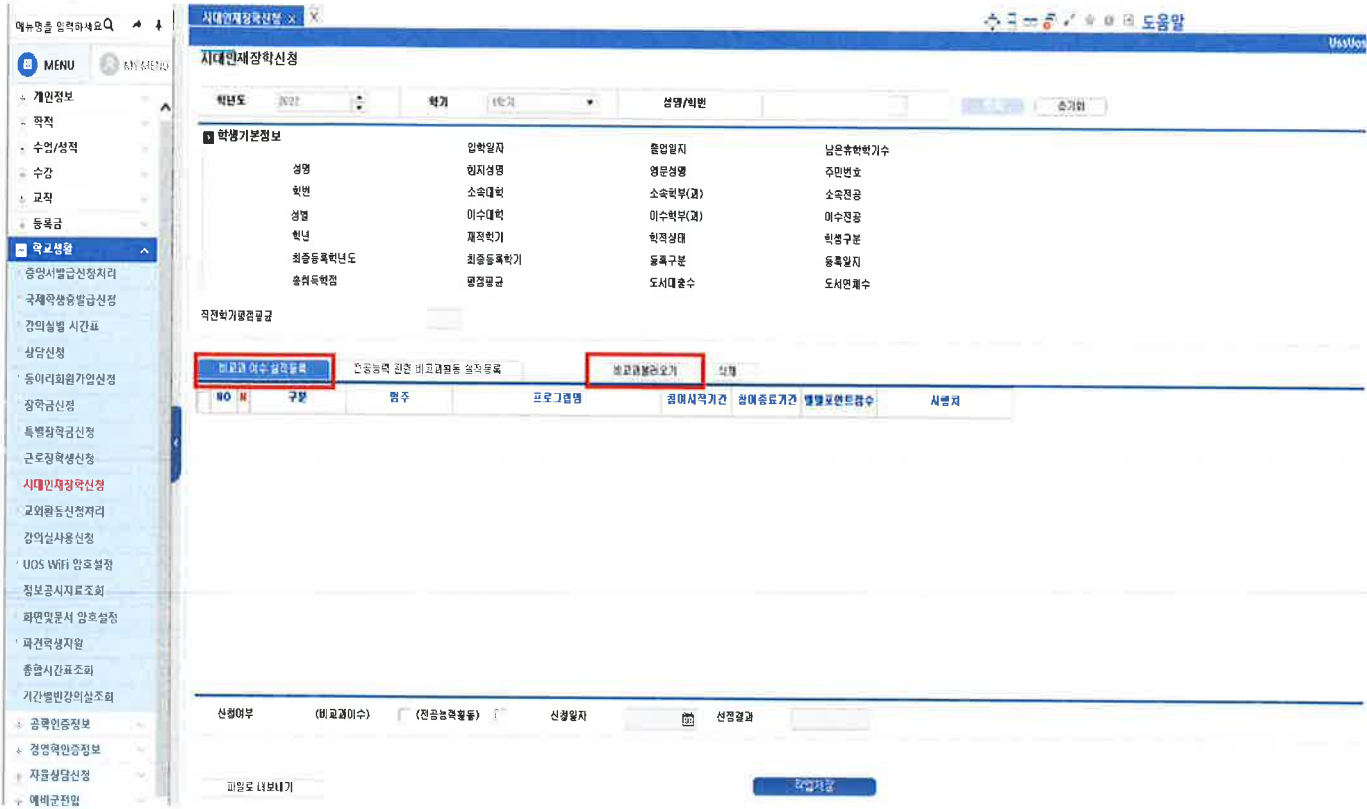 메뉴명을 입력하세요
MENU
MY MENU
개인정보
학적
수업/성적
수강
교직
등록금
학교생활
증명서발급신청처리
국제학생증발급신청
강의실별 시간표
상담신청
동아리회원가입신청
장학금신청
특별장학금신청
근로장학생신청
시대인재장학신청
교외활동신청처리
강의실사용신청
UOS WiFi 암호설정
정보공시자료조회
화면및문서 암호설정
파견학생지원
종합시간표조회
기간별빈강의실조회
공학인증정보
경영학인증정보
자율상담신청
예비군전입
시대인재장학신청 x X
도움말
시대인재장학신청
학년도 2022 학기 1학기 성명/학번 초기화
학생기본정보
입학일자 졸업일자 남은휴학학기수
성명 한자성명 영문성명 주민번호
학번 소속대학 소속학부(과) 소속전공
성별 이수대학 이수학부(과) 이수전공
학년 재적학기 학적상태 학생구분
최종등록학년도 최종등록학기 등록구분 등록일자
총취득학점 평점평균 도서대출수 도서연체수
직전학기평점평균
비교과 이수 실적등록 전공능력 관련 비교과활동 실적등록 비교과불러오기 삭제
NO N 구분 범주 프로그램명 참여시작기간 참여종료기간 별별포인트점수 시행처
신청여부 (비교과이수) (전공능력활동) 신청일자 선정결과
파일로 내보내기 작업저장